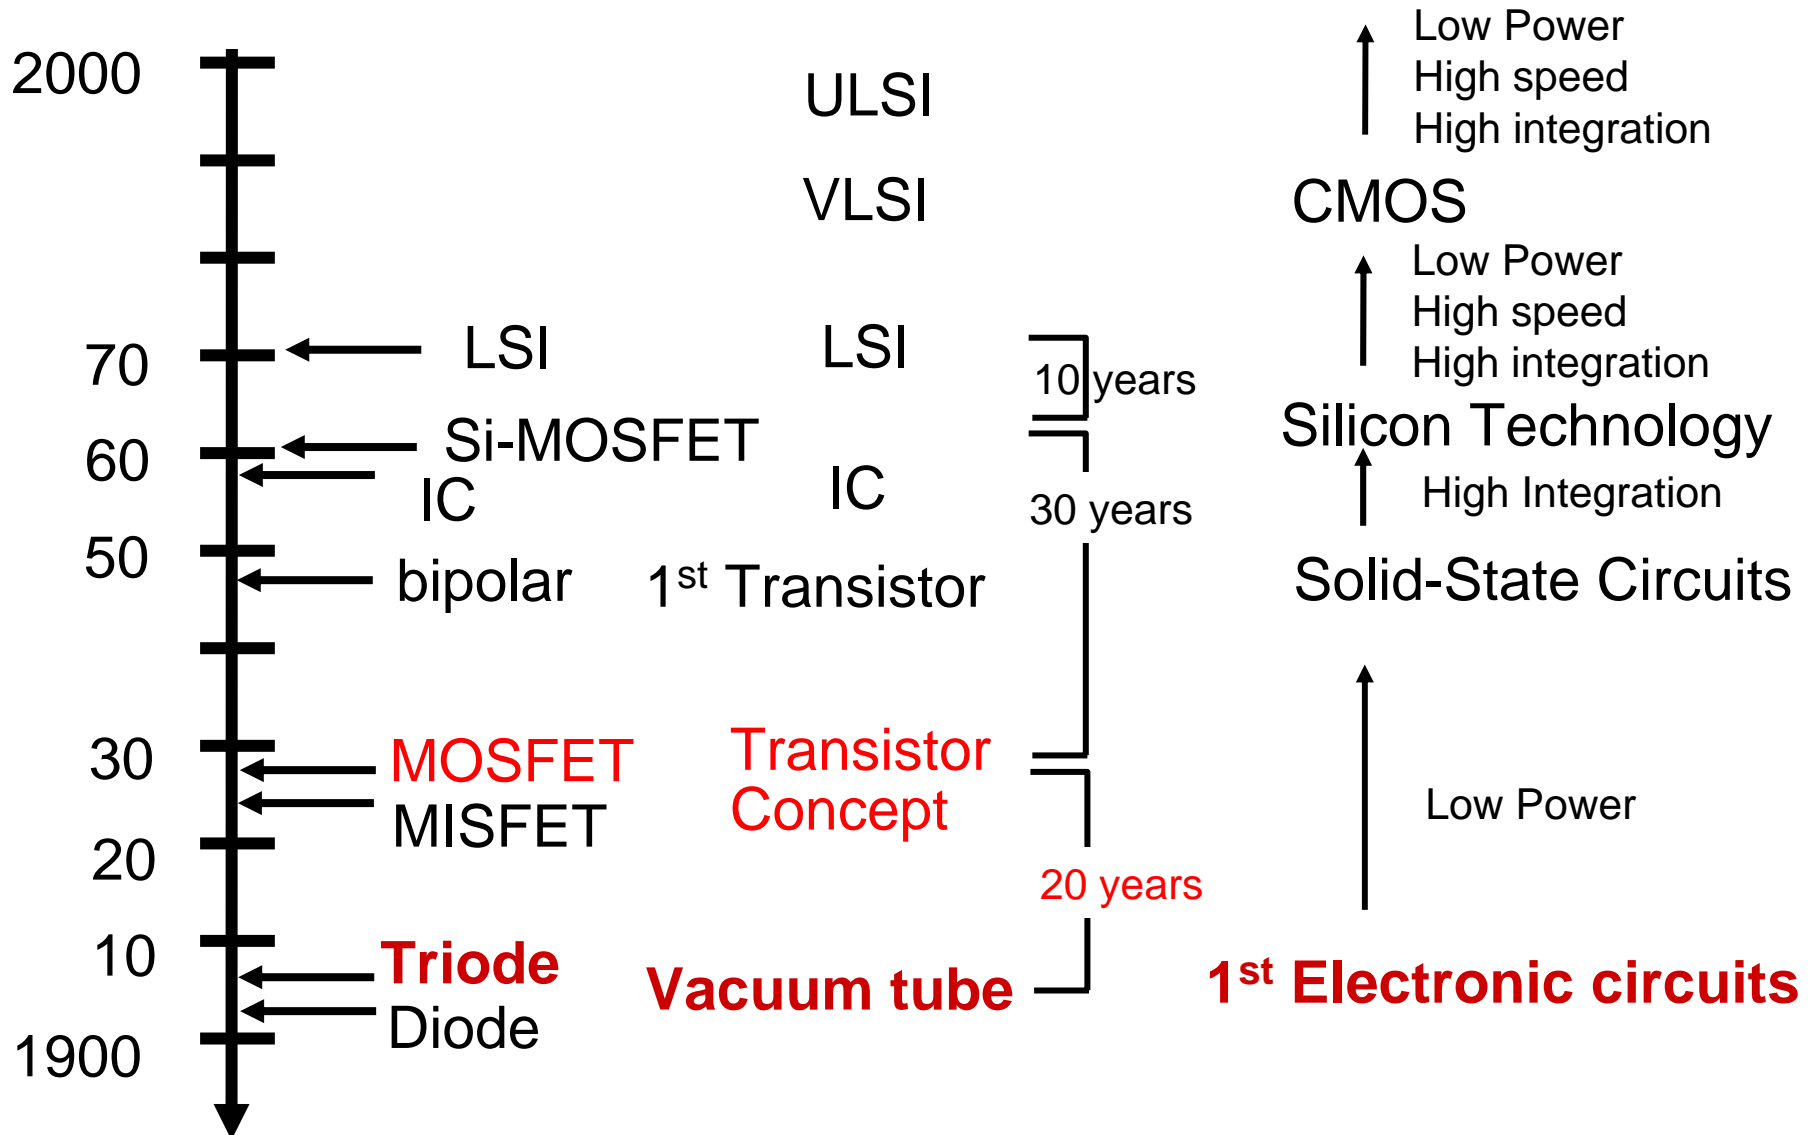 2000
70
60
50
30
20
10
1900
LSI
Si-MOSFET
IC
bipolar
MOSFET
MISFET
Triode
Diode
ULSI
VLSI
LSI
IC
1st Transistor
Transistor
Concept
Vacuum tube
10 years
30 years
20 years
Low Power
High speed
High integration
CMOS
Low Power
High speed
High integration
Silicon Technology
High Integration
Solid-State Circuits
Low Power
1st Electronic circuits